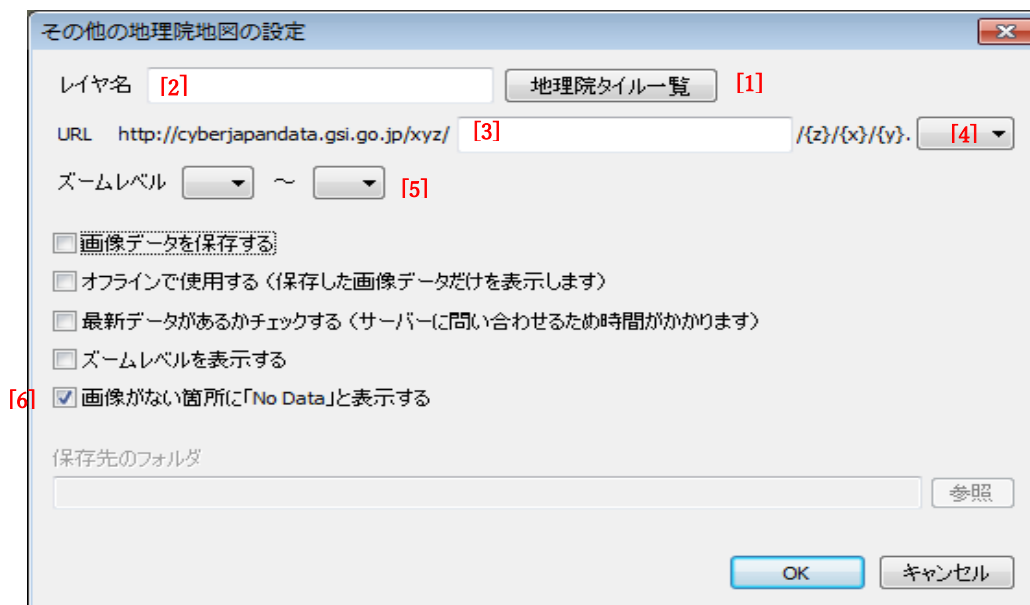 その他の地理院地図の設定
レイヤ名 [2] 地理院タイル一覧 [1]
URL http://cyberjapandata.gsi.go.jp/xyz/ [3] /{z}/{x}/{y}. [4]
ズームレベル ～ [5]
画像データを保存する
オフラインで使用する（保存した画像データだけを表示します）
最新データがあるかチェックする（サーバーに問い合わせるため時間がかかります）
ズームレベルを表示する
[6] 画像がない箇所に「No Data」と表示する
保存先のフォルダ
参照
OK キャンセル